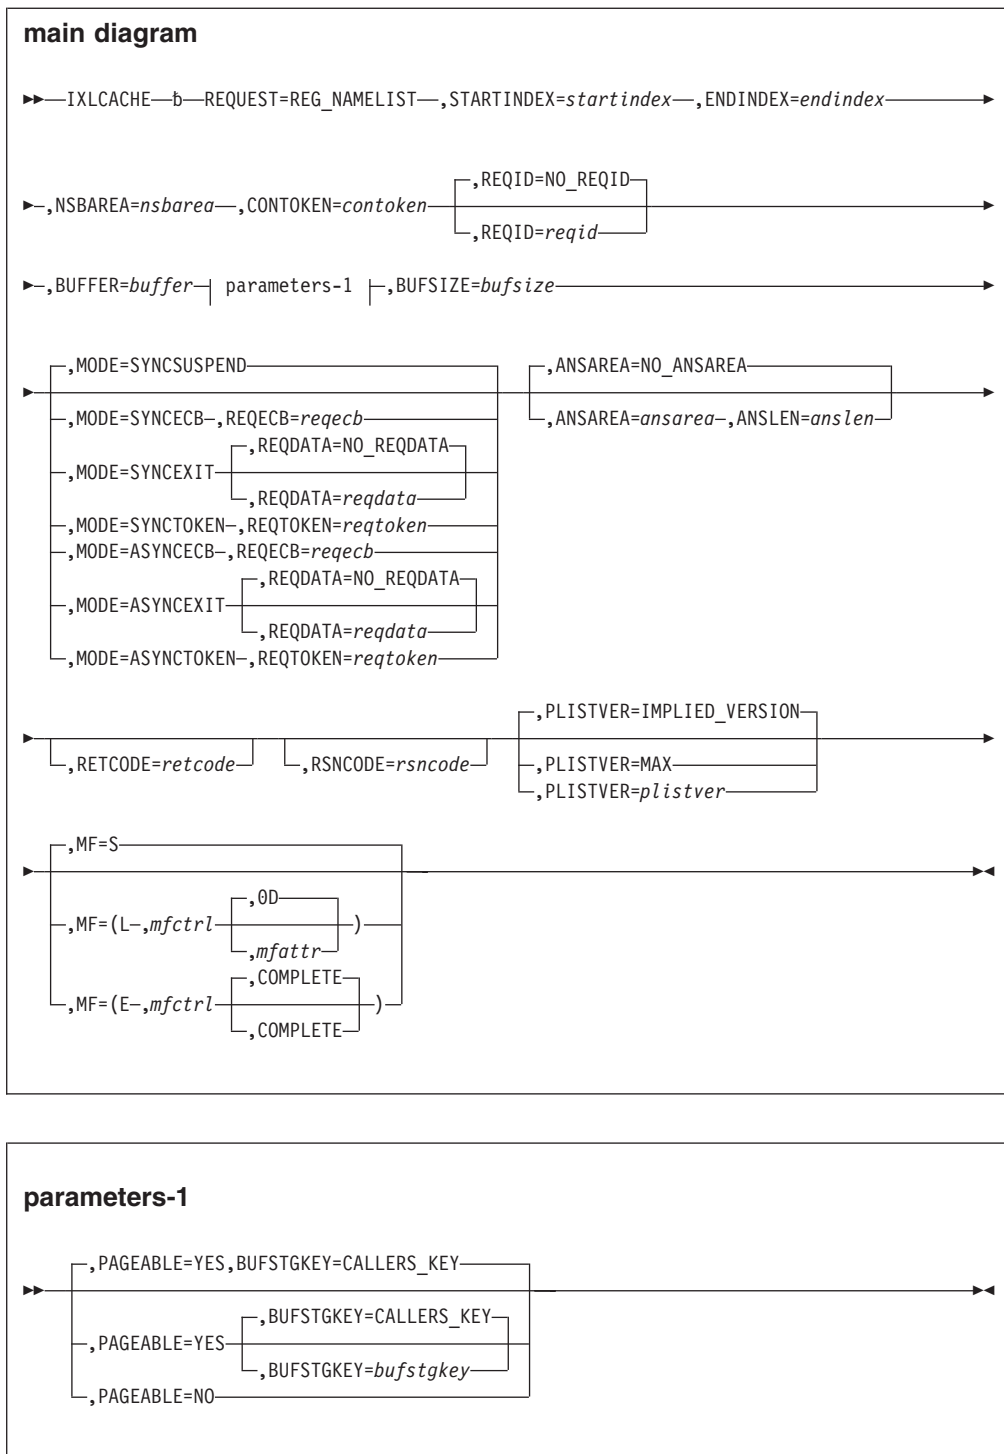 main diagram
IXLCACHE ƀ REQUEST=REG_NAMELIST ,STARTINDEX=startindex ,ENDINDEX=endindex
,REQID=NO_REQID
,NSBAREA=nsbarea ,CONTOKEN=contoken
,REQID=reqid
,BUFFER=buffer parameters-1 ,BUFSIZE=bufsize
,MODE=SYNCSUSPEND ,ANSAREA=NO_ANSAREA
,MODE=SYNCECB ,REQECB=reqecb ,ANSAREA=ansarea ,ANSLEN=anslen
,REQDATA=NO_REQDATA
,MODE=SYNCEXIT
,REQDATA=reqdata
,MODE=SYNCTOKEN ,REQTOKEN=reqtoken
,MODE=ASYNCECB ,REQECB=reqecb
,REQDATA=NO_REQDATA
,MODE=ASYNCEXIT
,REQDATA=reqdata
,MODE=ASYNCTOKEN ,REQTOKEN=reqtoken
,PLISTVER=IMPLIED_VERSION
,RETCODE=retcode ,RSNCODE=rsncode ,PLISTVER=MAX
,PLISTVER=plistver
,MF=S
,0D
,MF=(L ,mfctrl )
,mfattr
,COMPLETE
,MF=(E ,mfctrl )
,COMPLETE
parameters-1
,PAGEABLE=YES,BUFSTGKEY=CALLERS_KEY
,BUFSTGKEY=CALLERS_KEY
,PAGEABLE=YES
,BUFSTGKEY=bufstgkey
,PAGEABLE=NO